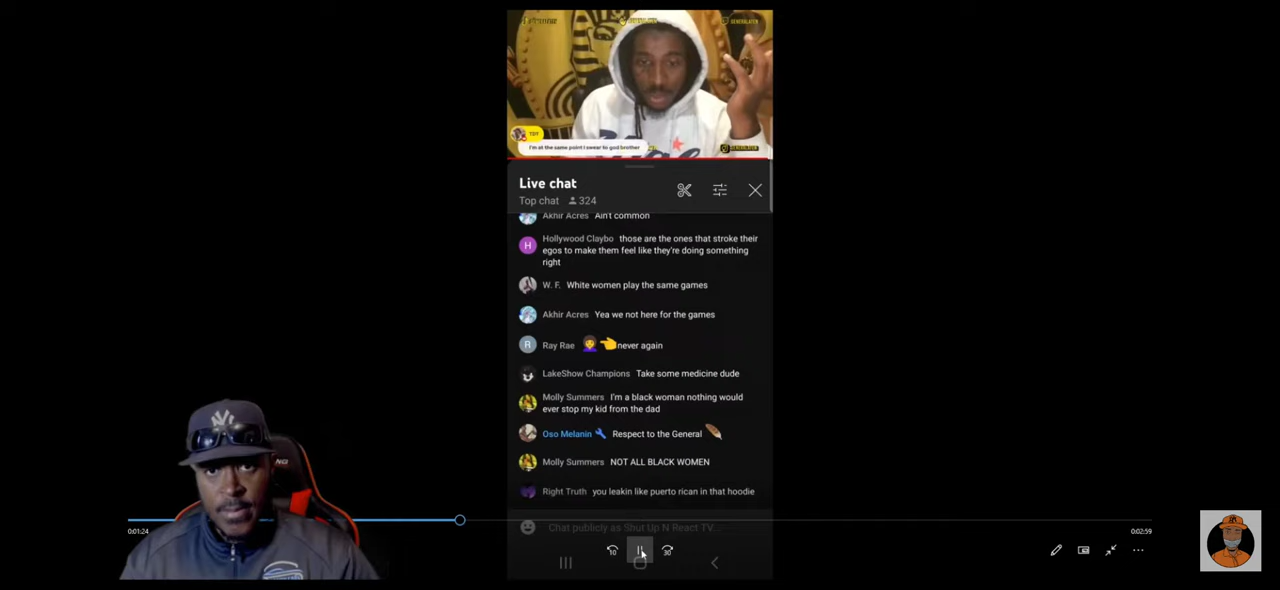 GENERALATEN
TDY
I'm at the same point I swear to god brother
GENERALATEN
Live chat
Top chat 324
Akhir Acres Ain't common
Hollywood Claybo those are the ones that stroke their
egos to make them feel like they're doing something
right
W. F. White women play the same games
Akhir Acres Yea we not here for the games
R Ray Rae never again
LakeShow Champions Take some medicine dude
Molly Summers I'm a black woman nothing would
ever stop my kid from the dad
Oso Melanin Respect to the General
Molly Summers NOT ALL BLACK WOMEN
Right Truth you leakin like puerto rican in that hoodie
Chat publicly as Shut Up N React TV...
0:01:24
0:02:59
10
30